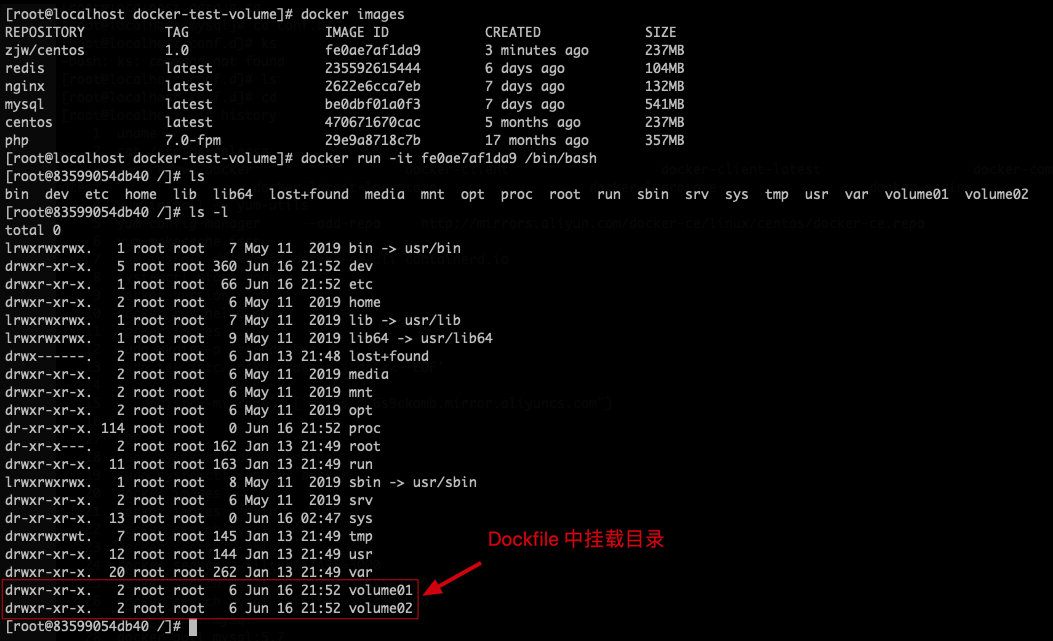 [root@localhost docker-test-volume]# docker images
REPOSITORY TAG IMAGE ID CREATED SIZE
zjw/centos 1.0 fe0ae7af1da9 3 minutes ago 237MB
redis latest 235592615444 6 days ago 104MB
nginx latest 2622e6cca7eb 7 days ago 132MB
mysql latest be0dbf01a0f3 7 days ago 541MB
centos latest 470671670cac 5 months ago 237MB
php 7.0-fpm 29e9a8718c7b 17 months ago 357MB
[root@localhost docker-test-volume]# docker run -it fe0ae7af1da9 /bin/bash
[root@83599054db40 /]# ls
bin dev etc home lib lib64 lost+found media mnt opt proc root run sbin srv sys tmp usr var volume01 volume02
[root@83599054db40 /]# ls -l
total 0
lrwxrwxrwx. 1 root root 7 May 11 2019 bin -> usr/bin
drwxr-xr-x. 5 root root 360 Jun 16 21:52 dev
drwxr-xr-x. 1 root root 66 Jun 16 21:52 etc
drwxr-xr-x. 2 root root 6 May 11 2019 home
lrwxrwxrwx. 1 root root 7 May 11 2019 lib -> usr/lib
lrwxrwxrwx. 1 root root 9 May 11 2019 lib64 -> usr/lib64
drwx------. 2 root root 6 Jan 13 21:48 lost+found
drwxr-xr-x. 2 root root 6 May 11 2019 media
drwxr-xr-x. 2 root root 6 May 11 2019 mnt
drwxr-xr-x. 2 root root 6 May 11 2019 opt
dr-xr-xr-x. 114 root root 0 Jun 16 21:52 proc
dr-xr-x---. 2 root root 162 Jan 13 21:49 root
drwxr-xr-x. 11 root root 163 Jan 13 21:49 run
lrwxrwxrwx. 1 root root 8 May 11 2019 sbin -> usr/sbin
drwxr-xr-x. 2 root root 6 May 11 2019 srv
dr-xr-xr-x. 13 root root 0 Jun 16 02:47 sys
drwxrwxrwt. 7 root root 145 Jan 13 21:49 tmp
Dockfile 中挂载目录
drwxr-xr-x. 12 root root 144 Jan 13 21:49 usr
drwxr-xr-x. 20 root root 262 Jan 13 21:49 var
drwxr-xr-x. 2 root root 6 Jun 16 21:52 volume01
drwxr-xr-x. 2 root root 6 Jun 16 21:52 volume02
[root@83599054db40 /]#